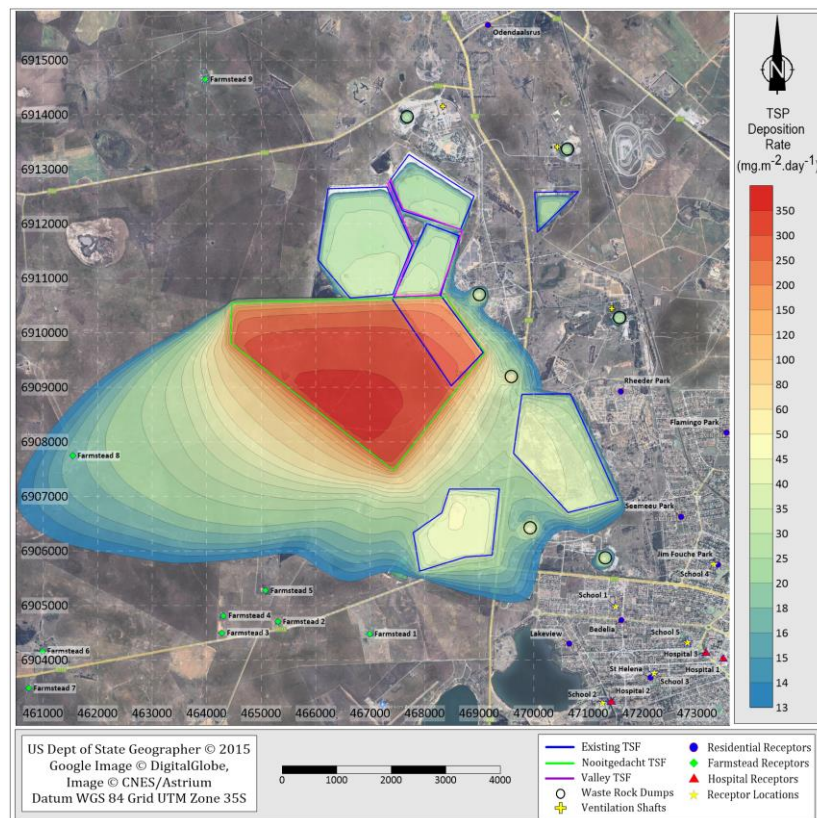 Odendaalsrus
6915000
Farmstead 9
6914000
6913000
6912000
6911000
6910000
6909000
Rheeder Park
Flamingo Park
6908000
Farmstead 8
6907000
Seemeeu Park
6906000
Jim Fouche Park
School 4
Farmstead 5
6905000
School 1
Farmstead 4
Farmstead 2
Bedelia
Farmstead 3
Farmstead 1
School 5
Lakeview
Farmstead 6
6904000
Hospital 3
Hospital 1
St Helena
School 3
Farmstead 7
School 2
Hospital 2
461000 462000 463000 464000 465000 466000 467000 468000 469000 470000 471000 472000 473000
N
TSP
Deposition
Rate
(mg.m-2.day-1)
350
300
250
200
150
120
100
80
60
50
40
35
30
25
20
18
16
15
14
13
US Dept of State Geographer © 2015
Google Image © DigitalGlobe,
Image © CNES/Astrium
Datum WGS 84 Grid UTM Zone 35S
0 1000 2000 3000 4000
Existing TSF
Nooitgedacht TSF
Valley TSF
Waste Rock Dumps
Ventilation Shafts
Residential Receptors
Farmstead Receptors
Hospital Receptors
Receptor Locations